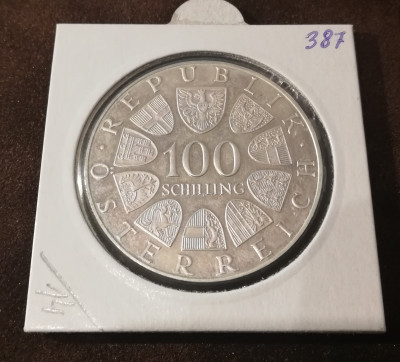 387
· REPUBLIK ·
100
SCHILLING
ÖSTERREICH